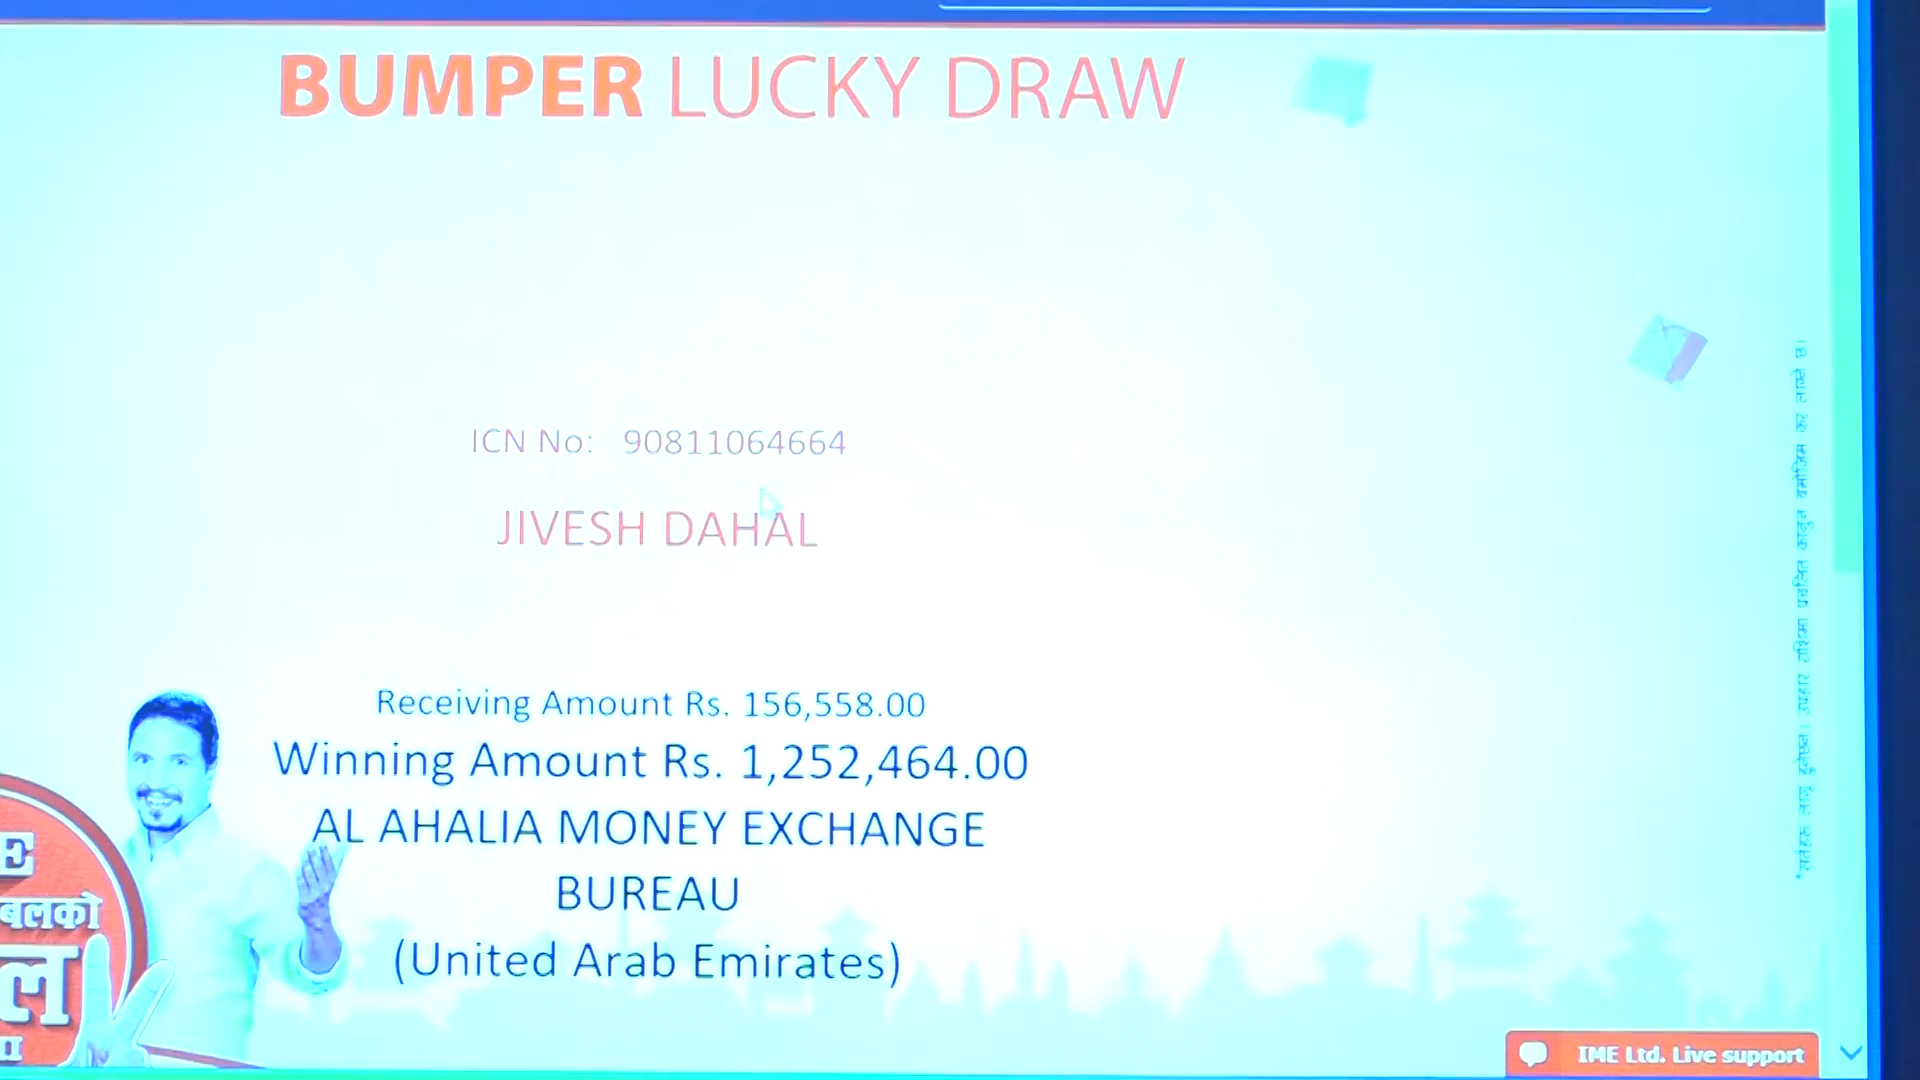 BUMPER LUCKY DRAW
ICN No: 90811064664
JIVESH DAHAL
Receiving Amount Rs. 156,558.00
Winning Amount Rs. 1,252,464.00
AL AHALIA MONEY EXCHANGE
BUREAU
(United Arab Emirates)
E
बलको
ल
IME Ltd. Live support